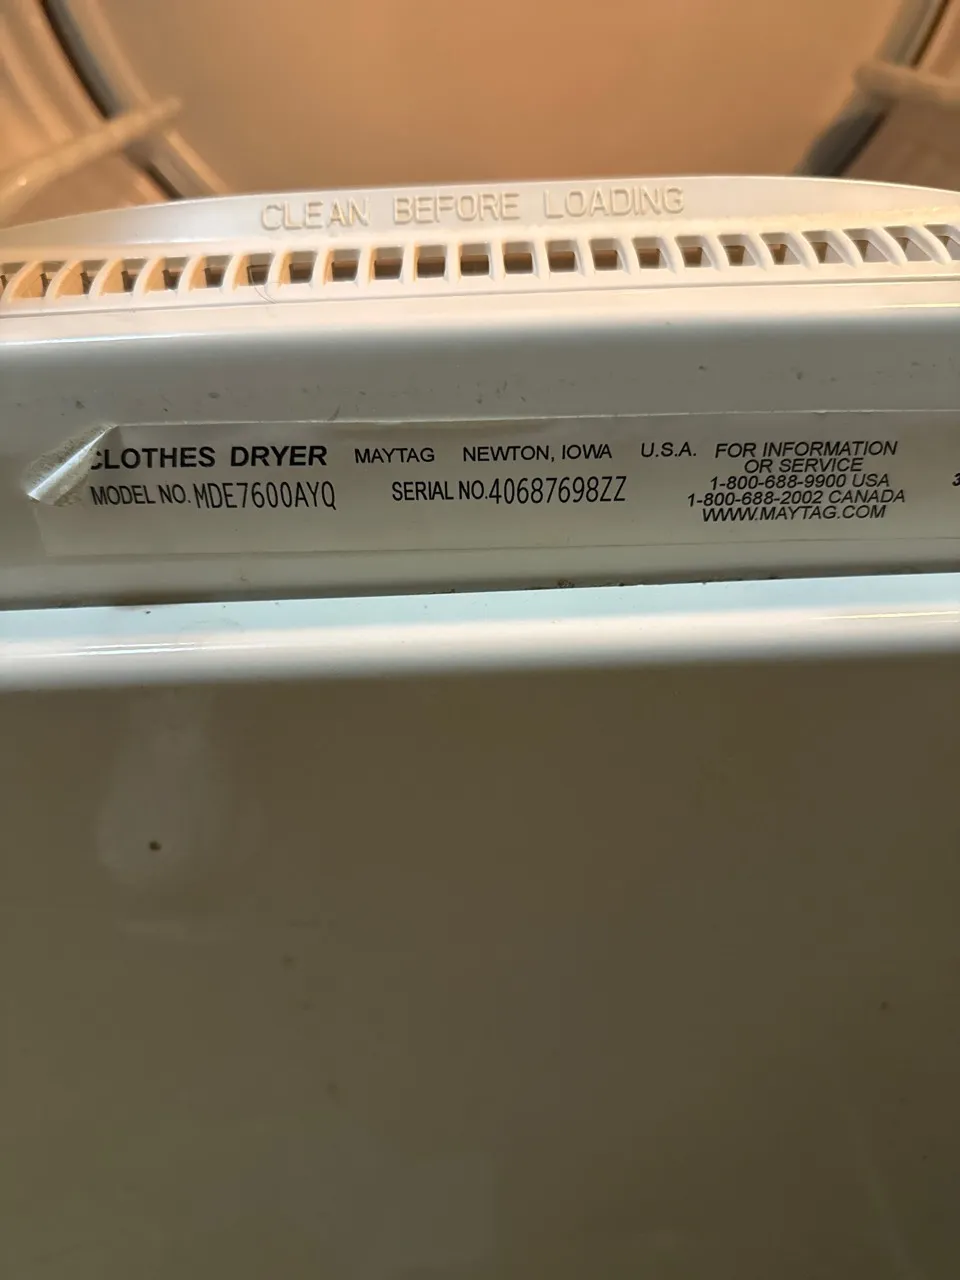 CLEAN BEFORE LOADING
CLOTHES DRYER MAYTAG NEWTON, IOWA U.S.A.
MODEL NO. MDE7600AYQ SERIAL NO. 40687698ZZ
FOR INFORMATION
OR SERVICE
1-800-688-9900 USA
1-800-688-2002 CANADA
WWW.MAYTAG.COM
3